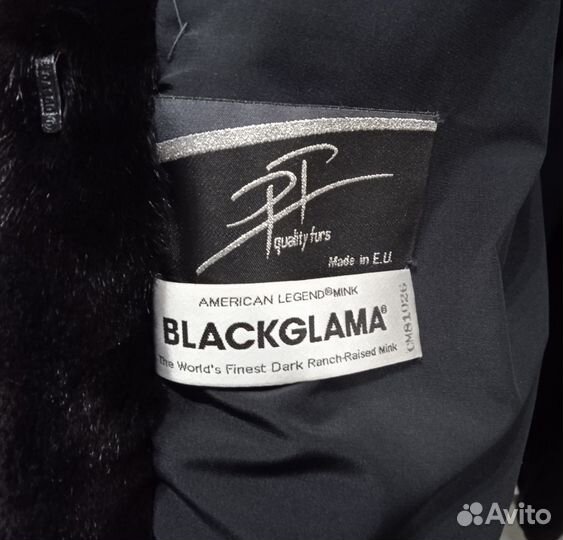 PF
quality furs
Made in E.U.
AMERICAN LEGEND®MINK
BLACKGLAMA®
The World's Finest Dark Ranch-Raised Mink
CM81026
Avito